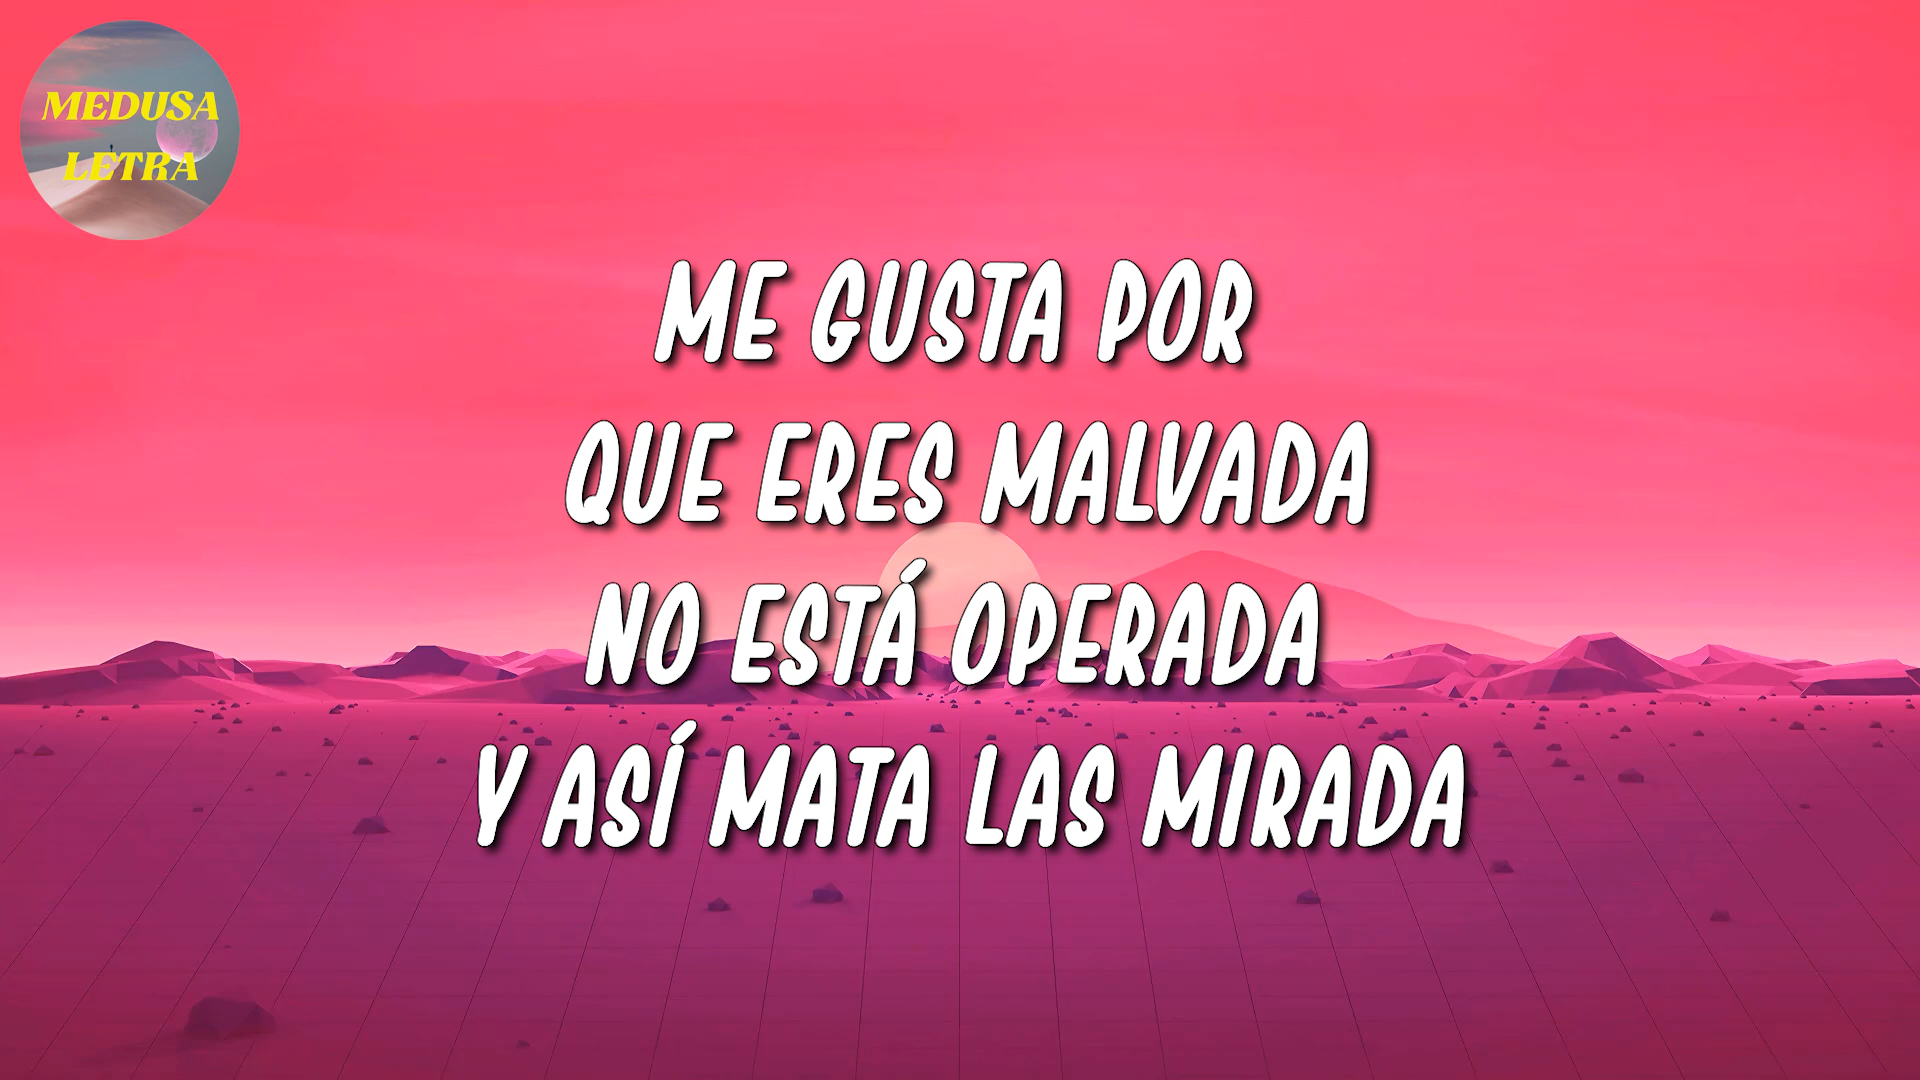 MEDUSA
LETRA
ME GUSTA POR
QUE ERES MALVADA
NO ESTÁ OPERADA
Y ASÍ MATA LAS MIRADA